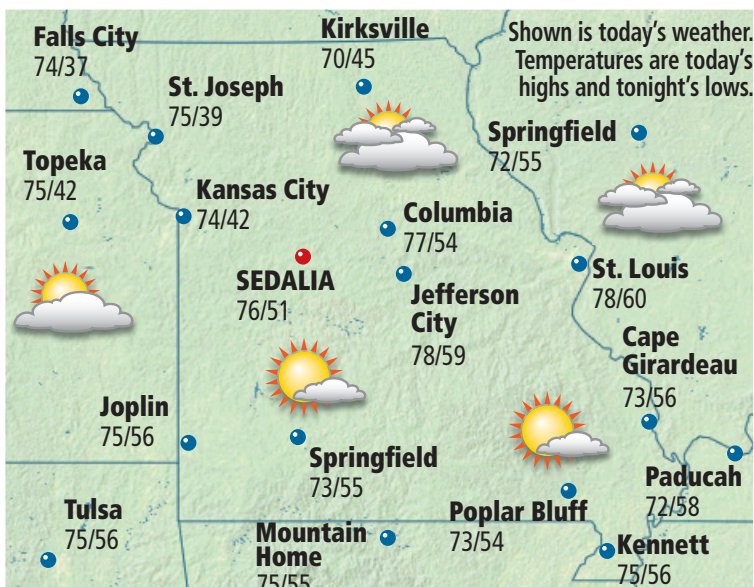 Shown is today's weather.
Temperatures are today's
highs and tonight's lows.
Falls City
74/37
St. Joseph
75/39
Kirksville
70/45
Springfield
72/55
Topeka
75/42
Kansas City
74/42
Columbia
77/54
SEDALIA
76/51
Jefferson
City
78/59
St. Louis
78/60
Cape
Girardeau
73/56
Joplin
75/56
Springfield
73/55
Poplar Bluff
73/54
Paducah
72/58
Tulsa
75/56
Mountain
Home
75/55
Kennett
75/56